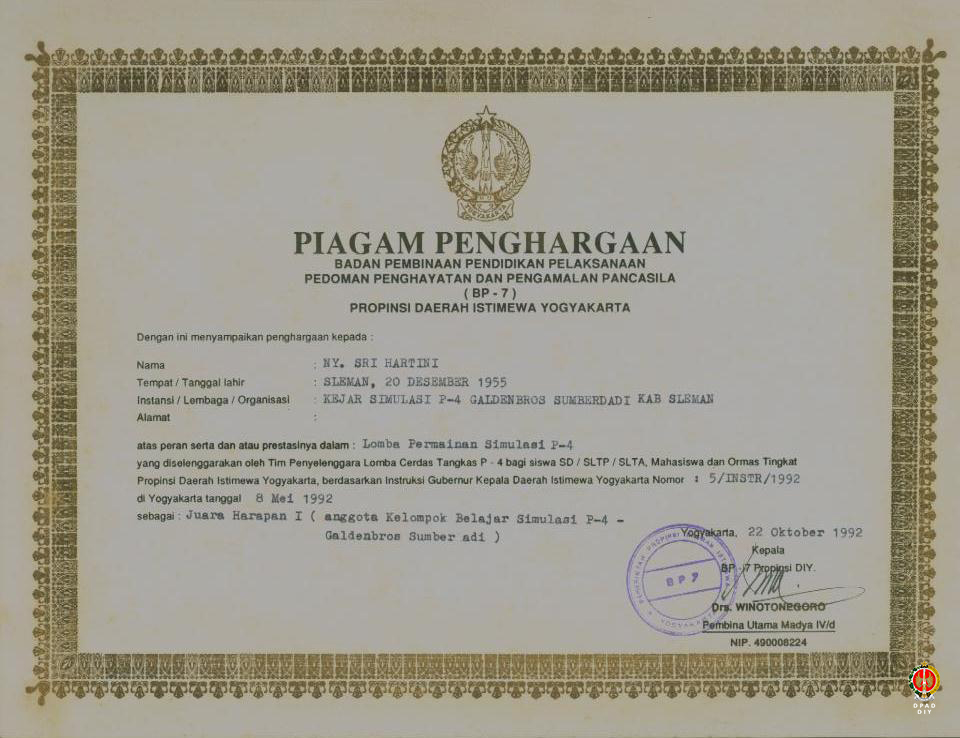 YOGYAKARTA
PIAGAM PENGHARGAAN
BADAN PEMBINAAN PENDIDIKAN PELAKSANAAN
PEDOMAN PENGHAYATAN DAN PENGAMALAN PANCASILA
( BP - 7 )
PROPINSI DAERAH ISTIMEWA YOGYAKARTA
Dengan ini menyampaikan penghargaan kepada :
Nama : NY. SRI HARTINI
Tempat / Tanggal lahir : SLEMAN, 20 DESEMBER 1955
Instansi / Lembaga / Organisasi : KEJAR SIMULASI P-4 GALDENBROS SUMBERDADI KAB SLEMAN
Alamat :
atas peran serta dan atau prestasinya dalam : Lomba Permainan Simulasi P-4
yang diselenggarakan oleh Tim Penyelenggara Lomba Cerdas Tangkas P - 4 bagi siswa SD / SLTP / SLTA, Mahasiswa dan Ormas Tingkat
Propinsi Daerah Istimewa Yogyakarta, berdasarkan Instruksi Gubernur Kepala Daerah Istimewa Yogyakarta Nomor : 5/INSTR/1992
di Yogyakarta tanggal 8 Mei 1992
sebagai : Juara Harapan I ( anggota Kelompok Belajar Simulasi P-4 -
Galdenbros Sumber adi )
Yogyakarta, 22 Oktober 1992
Kepala
BP - 7 Propinsi DIY.
BP 7
YOGYAKARTA
Drs. WINOTONEGORO
Pembina Utama Madya IV/d
NIP. 490008224
DPAD
DIY